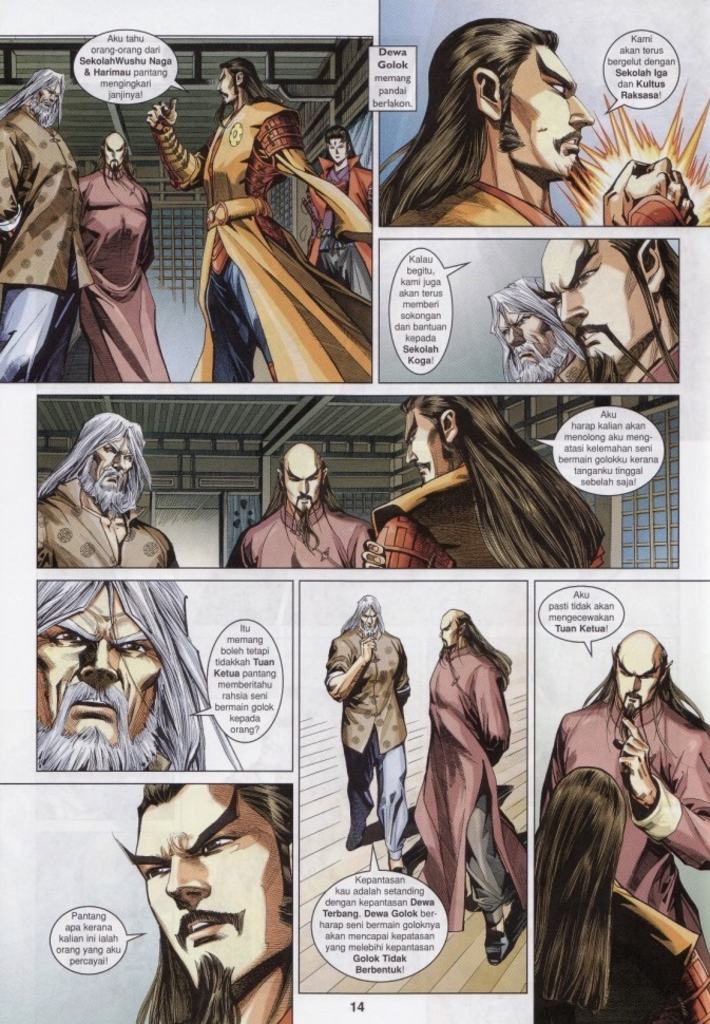 Aku tahu
orang-orang dari
SekolahWushu Naga
& Harimau pantang
mengingkari
janjinya!
Dewa
Golok
memang
pandai
berlakon.
Kami
akan terus
bergelut dengan
Sekolah Iga
dan Kultus
Raksasa!
Kalau
begitu,
kami juga
akan terus
memberi
sokongan
dan bantuan
kepada
Sekolah
Koga!
Aku
harap kalian akan
menolong aku meng-
atasi kelemahan seni
bermain golokku kerana
tanganku tinggal
sebelah saja!
Itu
memang
boleh tetapi
tidakkah Tuan
Ketua pantang
memberitahu
rahsia seni
bermain golok
kepada
orang?
Pantang
apa kerana
kalian ini ialah
orang yang aku
percayai!
Kepantasan
kau adalah setanding
dengan kepantasan Dewa
Terbang. Dewa Golok ber-
harap seni bermain goloknya
akan mencapai kepatasan
yang melebihi kepantasan
Golok Tidak
Berbentuk!
Aku
pasti tidak akan
mengecewakan
Tuan Ketua!
14